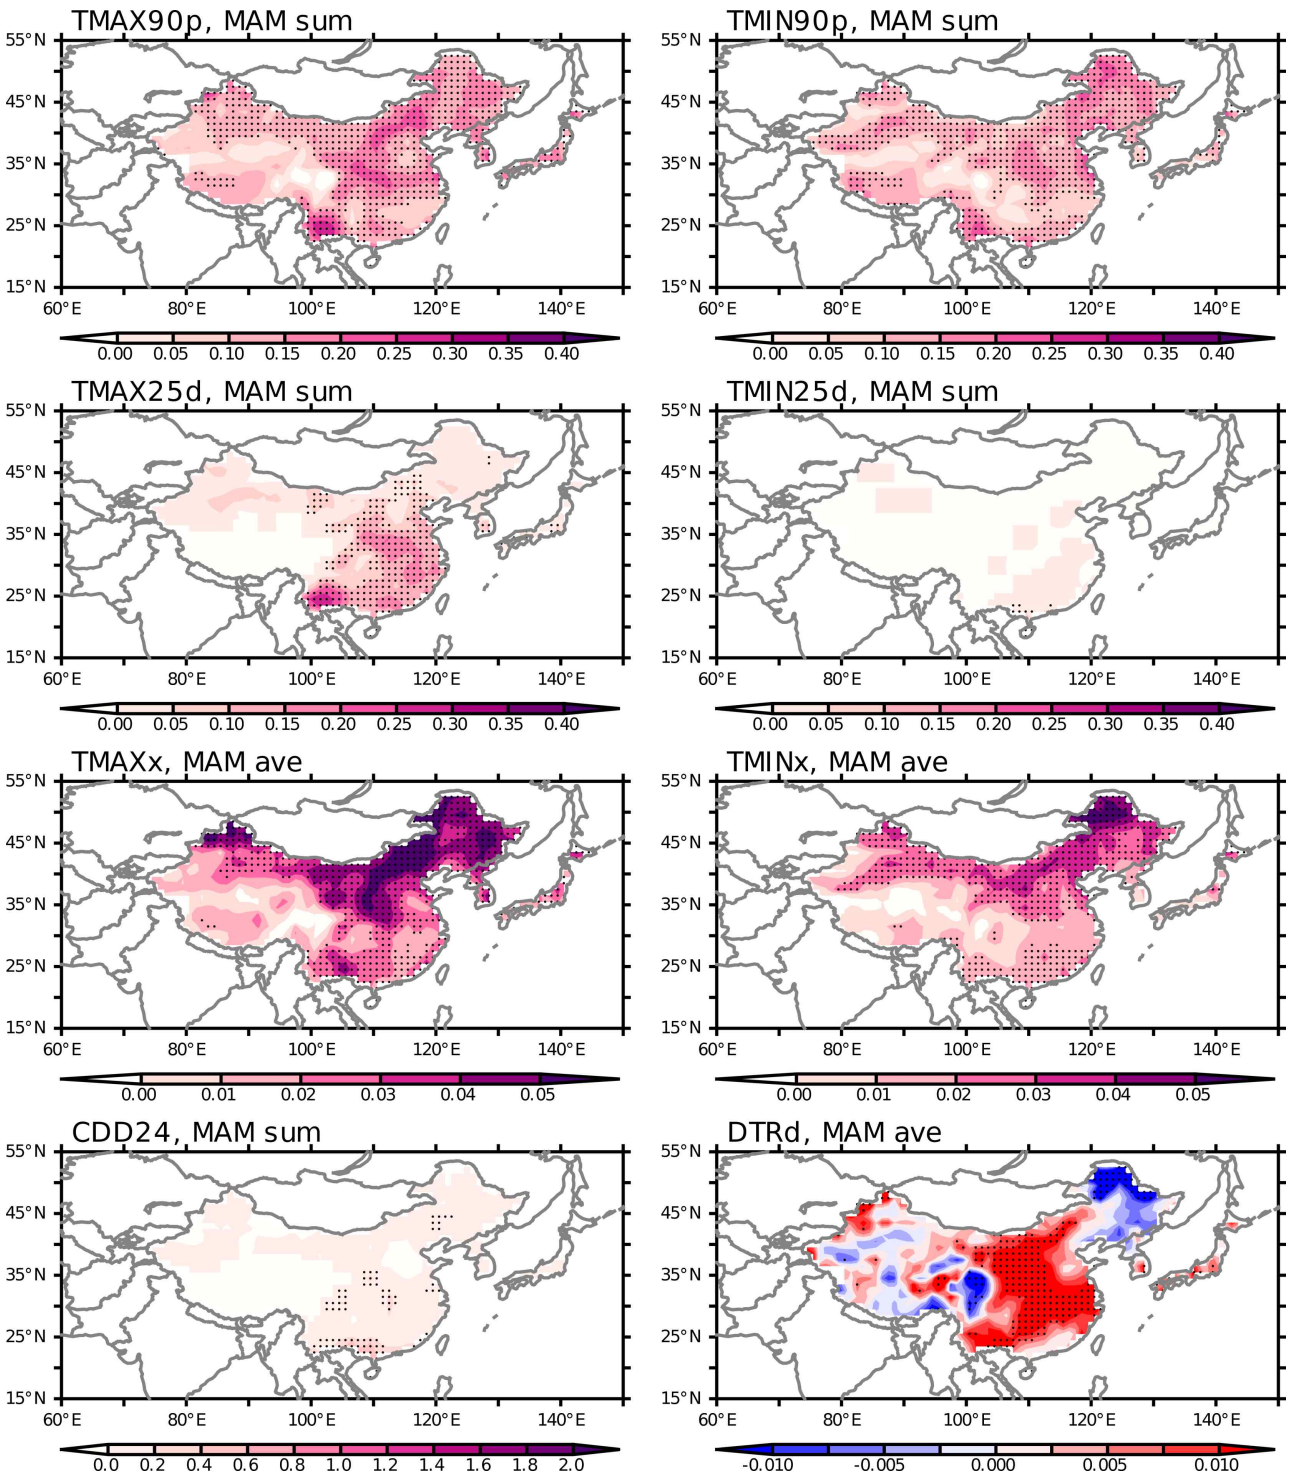 TMAX90p, MAM sum
55°N
45°N
35°N
25°N
15°N
60°E 80°E 100°E 120°E 140°E
0.00 0.05 0.10 0.15 0.20 0.25 0.30 0.35 0.40
TMIN90p, MAM sum
55°N
45°N
35°N
25°N
15°N
60°E 80°E 100°E 120°E 140°E
0.00 0.05 0.10 0.15 0.20 0.25 0.30 0.35 0.40
TMAX25d, MAM sum
55°N
45°N
35°N
25°N
15°N
60°E 80°E 100°E 120°E 140°E
0.00 0.05 0.10 0.15 0.20 0.25 0.30 0.35 0.40
TMIN25d, MAM sum
55°N
45°N
35°N
25°N
15°N
60°E 80°E 100°E 120°E 140°E
0.00 0.05 0.10 0.15 0.20 0.25 0.30 0.35 0.40
TMAXx, MAM ave
55°N
45°N
35°N
25°N
15°N
60°E 80°E 100°E 120°E 140°E
0.00 0.01 0.02 0.03 0.04 0.05
TMINx, MAM ave
55°N
45°N
35°N
25°N
15°N
60°E 80°E 100°E 120°E 140°E
0.00 0.01 0.02 0.03 0.04 0.05
CDD24, MAM sum
55°N
45°N
35°N
25°N
15°N
60°E 80°E 100°E 120°E 140°E
0.0 0.2 0.4 0.6 0.8 1.0 1.2 1.4 1.6 1.8 2.0
DTRd, MAM ave
55°N
45°N
35°N
25°N
15°N
60°E 80°E 100°E 120°E 140°E
-0.010 -0.005 0.000 0.005 0.010